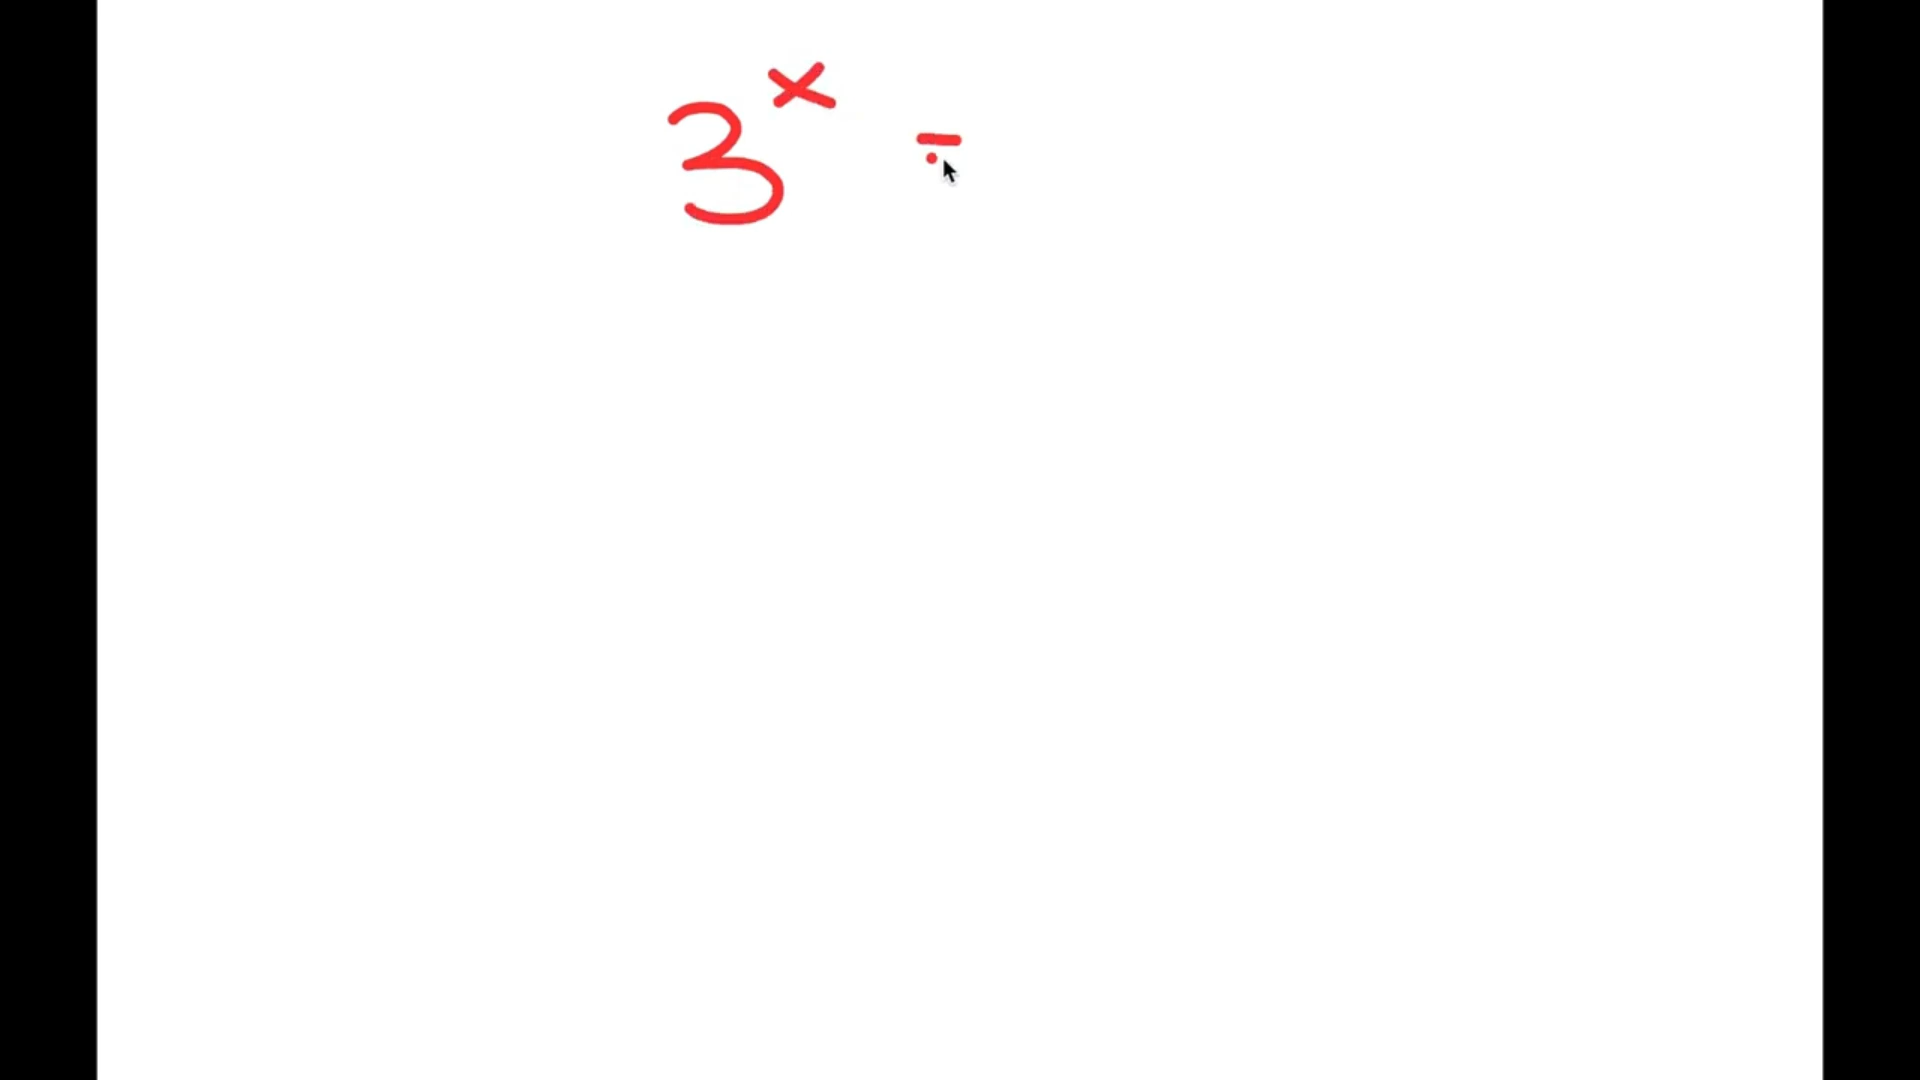 3^x =